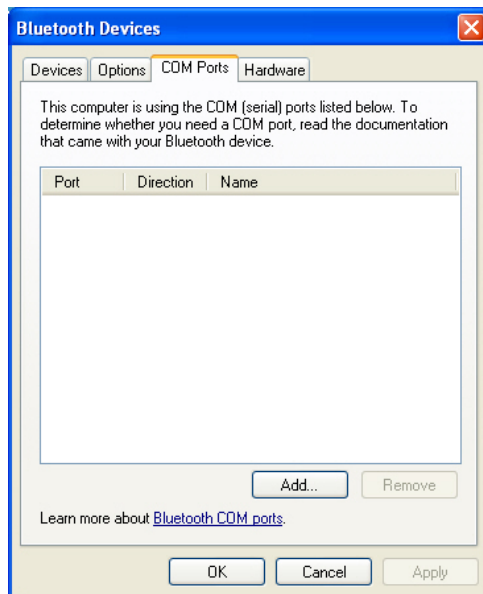 Bluetooth Devices
Devices Options COM Ports Hardware
This computer is using the COM (serial) ports listed below. To
determine whether you need a COM port, read the documentation
that came with your Bluetooth device.
Port Direction Name
Add... Remove
Learn more about Bluetooth COM ports.
OK Cancel Apply